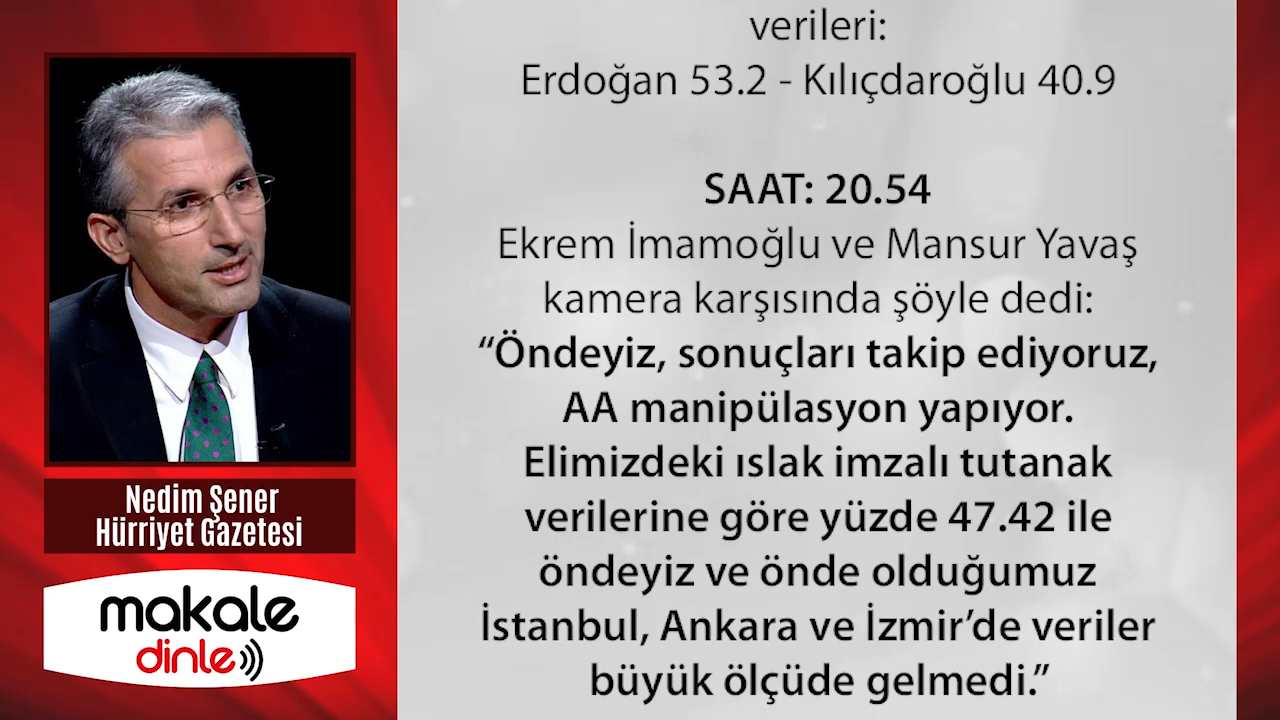 verileri:
Erdoğan 53.2 - Kılıçdaroğlu 40.9
SAAT: 20.54
Ekrem İmamoğlu ve Mansur Yavaş
kamera karşısında şöyle dedi:
“Öndeyiz, sonuçları takip ediyoruz,
AA manipülasyon yapıyor.
Elimizdeki ıslak imzalı tutanak
verilerine göre yüzde 47.42 ile
öndeyiz ve önde olduğumuz
İstanbul, Ankara ve İzmir’de veriler
büyük ölçüde gelmedi.”
Nedim Şener
Hürriyet Gazetesi
makale
dinle